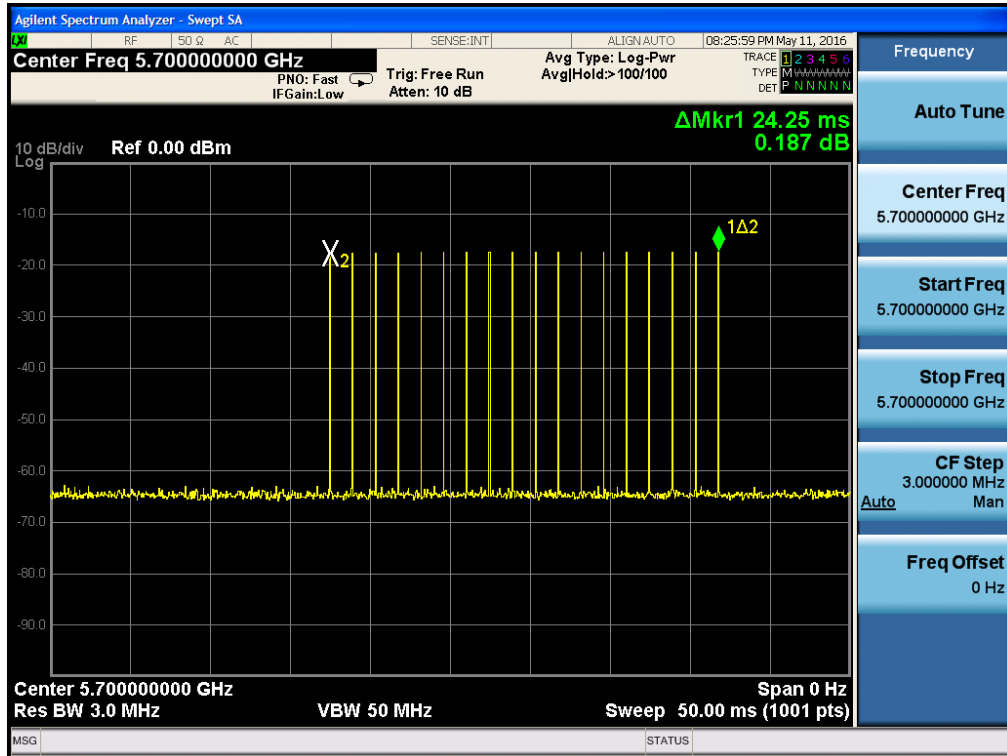 Agilent Spectrum Analyzer - Swept SA
LXI RF 50 Ω AC SENSE:INT ALIGN AUTO 08:25:59 PM May 11, 2016
Center Freq 5.700000000 GHz
PNO: Fast
IFGain:Low
Trig: Free Run
Atten: 10 dB
Avg Type: Log-Pwr
Avg|Hold:>100/100
TRACE 1 2 3 4 5 6
TYPE M
DET P N N N N N
ΔMkr1 24.25 ms
0.187 dB
10 dB/div Ref 0.00 dBm
Log
-10.0
-20.0
-30.0
-40.0
-50.0
-60.0
-70.0
-80.0
-90.0
X2
1Δ2
Center 5.700000000 GHz Span 0 Hz
Res BW 3.0 MHz VBW 50 MHz Sweep 50.00 ms (1001 pts)
MSG STATUS
Frequency
Auto Tune
Center Freq
5.700000000 GHz
Start Freq
5.700000000 GHz
Stop Freq
5.700000000 GHz
CF Step
3.000000 MHz
Auto Man
Freq Offset
0 Hz